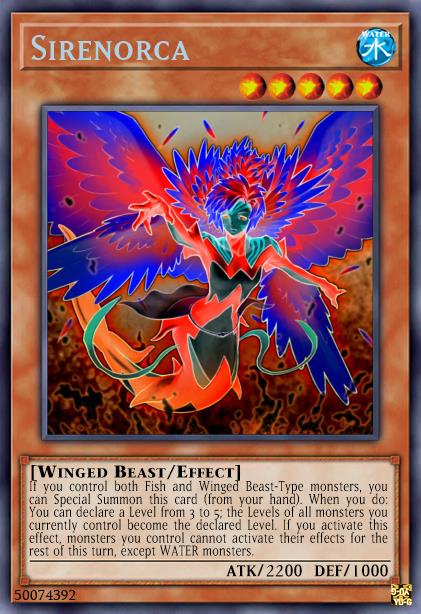 Sirenorca
WATER
水
[Winged Beast/Effect]
If you control both Fish and Winged Beast-Type monsters, you
can Special Summon this card (from your hand). When you do:
You can declare a Level from 3 to 5; the Levels of all monsters you
currently control become the declared Level. If you activate this
effect, monsters you control cannot activate their effects for the
rest of this turn, except WATER monsters.
ATK/2200 DEF/1000
50074392